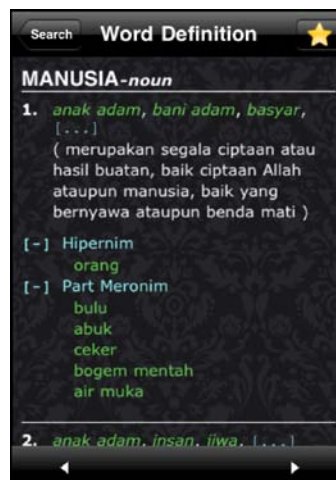 Search Word Definition
MANUSIA-noun
1. anak adam, bani adam, basyar,
[...]
( merupakan segala ciptaan atau
hasil buatan, baik ciptaan Allah
ataupun manusia, baik yang
bernyawa ataupun benda mati )
[-] Hipernim
orang
[-] Part Meronim
bulu
abuk
ceker
bogem mentah
air muka
2. anak adam, insan, jiwa, [...]